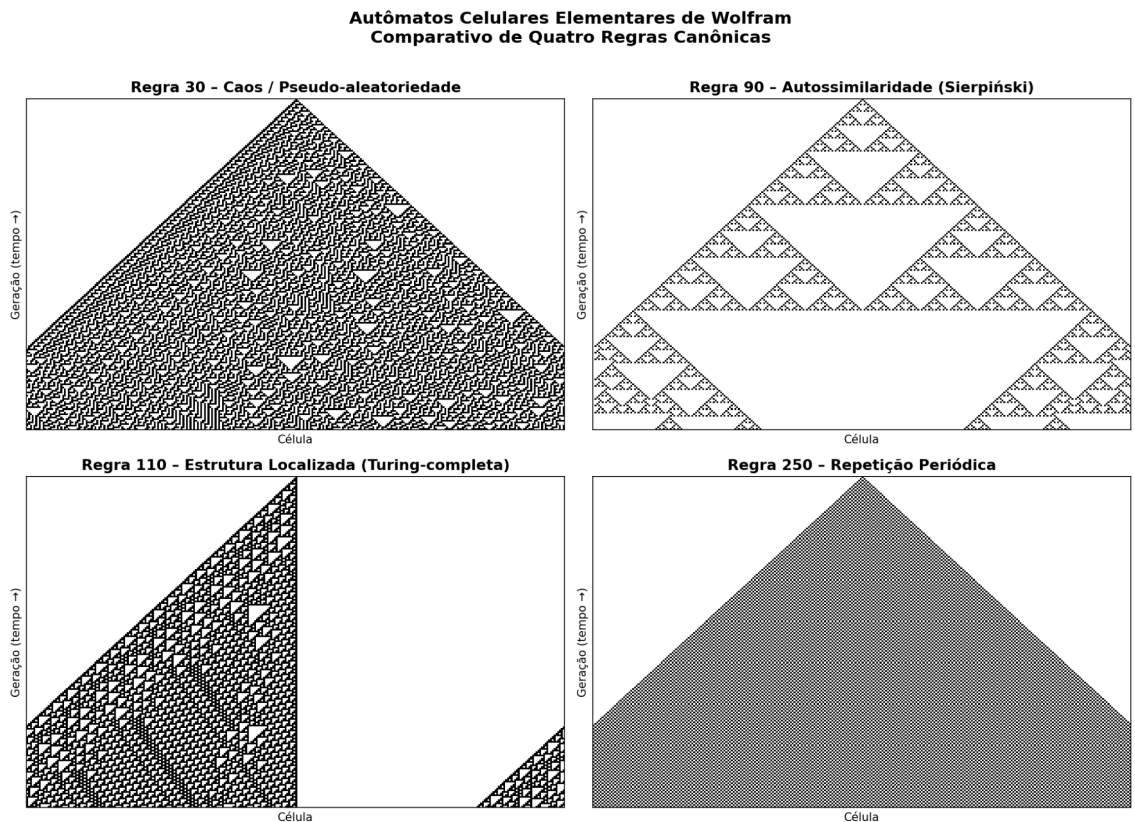 Autômatos Celulares Elementares de Wolfram
Comparativo de Quatro Regras Canônicas
Regra 30 – Caos / Pseudo-aleatoriedade
Regra 90 – Autossimilaridade (Sierpiński)
Geração (tempo →)
Geração (tempo →)
Célula
Célula
Regra 110 – Estrutura Localizada (Turing-completa)
Regra 250 – Repetição Periódica
Geração (tempo →)
Geração (tempo →)
Célula
Célula